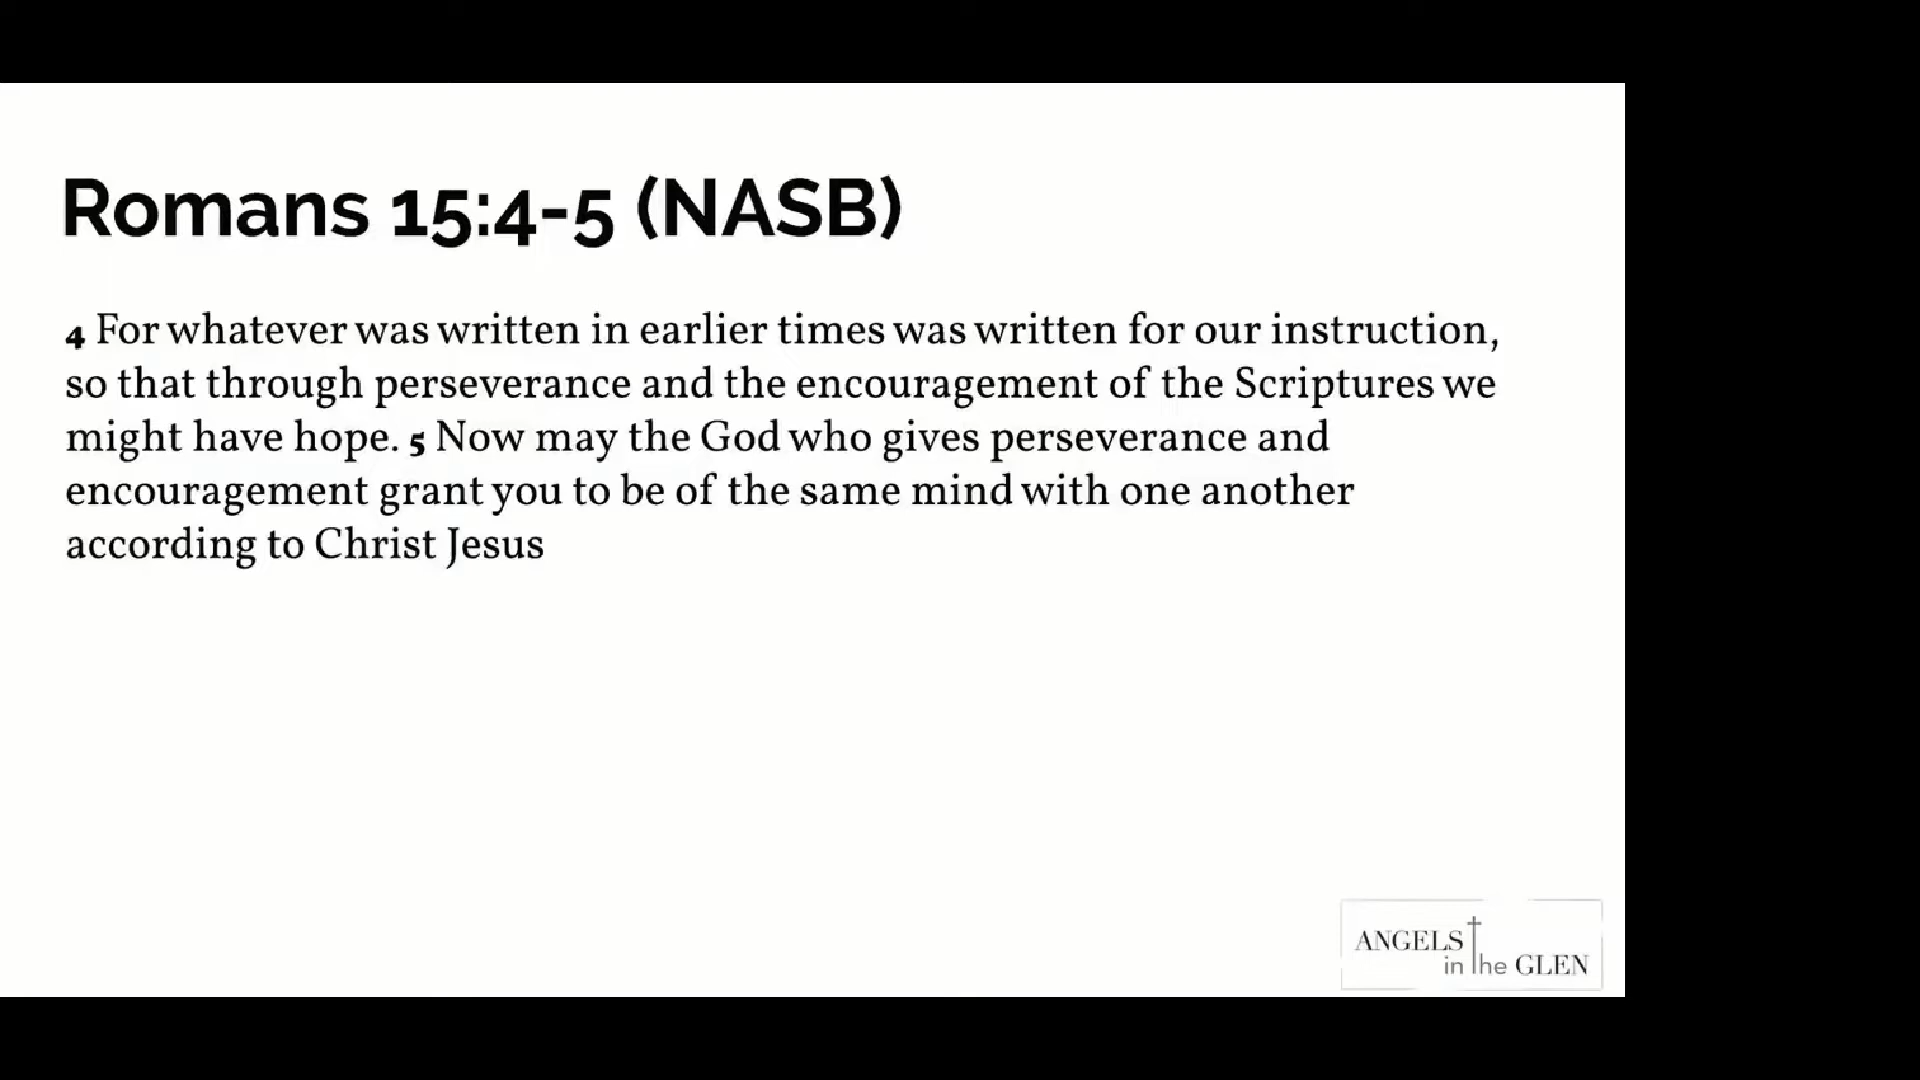 Romans 15:4-5 (NASB)
4 For whatever was written in earlier times was written for our instruction,
so that through perseverance and the encouragement of the Scriptures we
might have hope. 5 Now may the God who gives perseverance and
encouragement grant you to be of the same mind with one another
according to Christ Jesus
ANGELS
in the GLEN